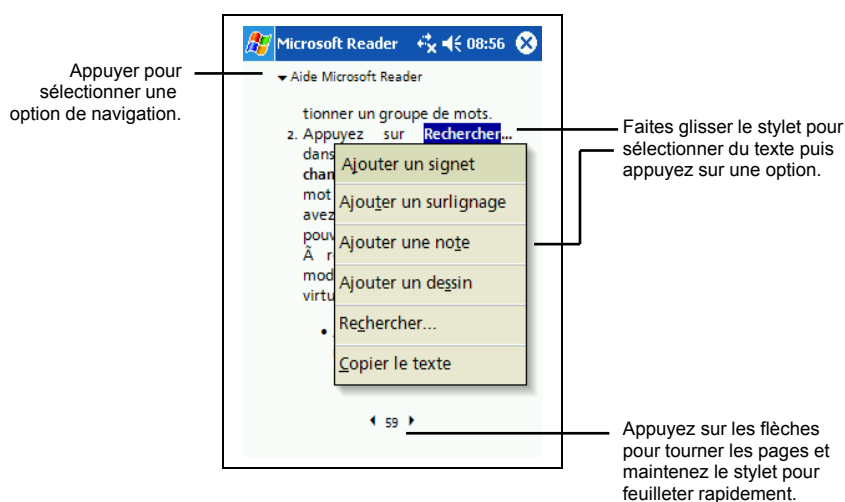 Microsoft Reader 08:56
Aide Microsoft Reader
Appuyer pour
sélectionner une
option de navigation.
tionner un groupe de mots.
2. Appuyez sur Rechercher...
dans
chan
mot
avez
pouv
à r
mod
virtu
Ajouter un signet
Ajouter un surlignage
Ajouter une note
Ajouter un dessin
Rechercher...
Copier le texte
59
Faites glisser le stylet pour
sélectionner du texte puis
appuyez sur une option.
Appuyez sur les flèches
pour tourner les pages et
maintenez le stylet pour
feuilleter rapidement.